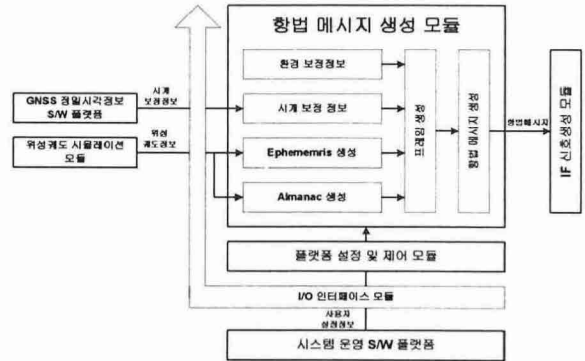 항법 메시지 생성 모듈
환경 보정정보
시계
보정정보
GNSS 정밀시각정보
S/W 플랫폼
시계 보정 정보
프레임 생성
항법 메시지 생성
항법메시지
IF 신호생성 모듈
위성궤도 시뮬레이션
모듈
위성
궤도정보
Ephememris 생성
Almanac 생성
플랫폼 설정 및 제어 모듈
I/O 인터페이스 모듈
사용자
설정정보
시스템 운영 S/W 플랫폼